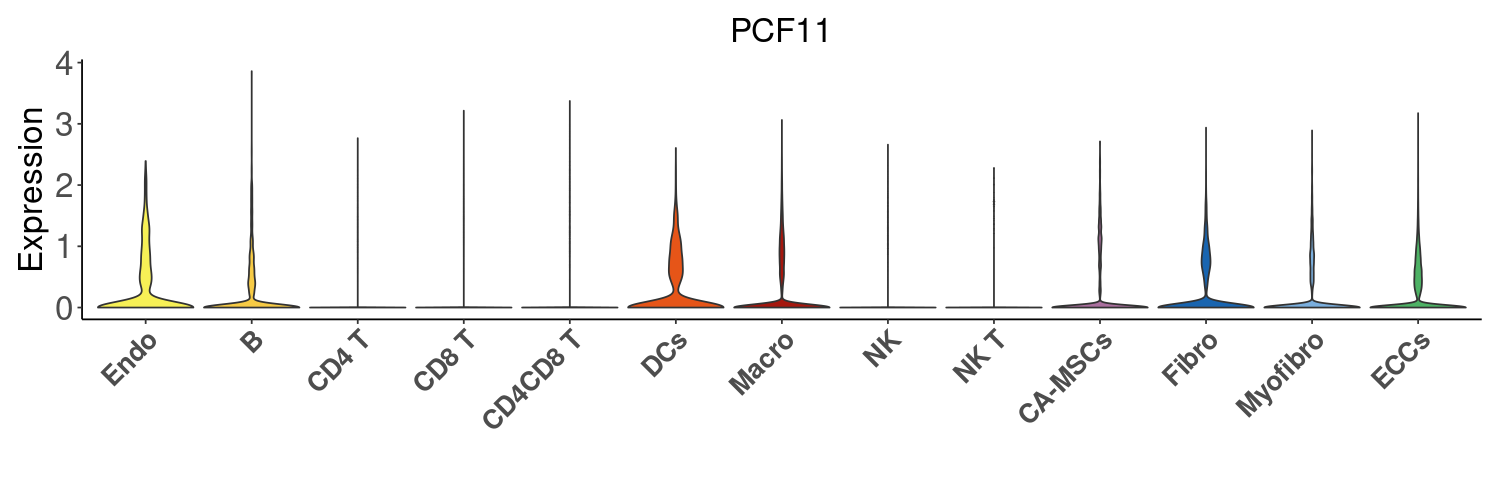 PCF11
Expression
4
3
2
1
0
Endo
B
CD4 T
CD8 T
CD4CD8 T
DCs
Macro
NK
NK T
CA-MSCs
Fibro
Myofibro
ECCs